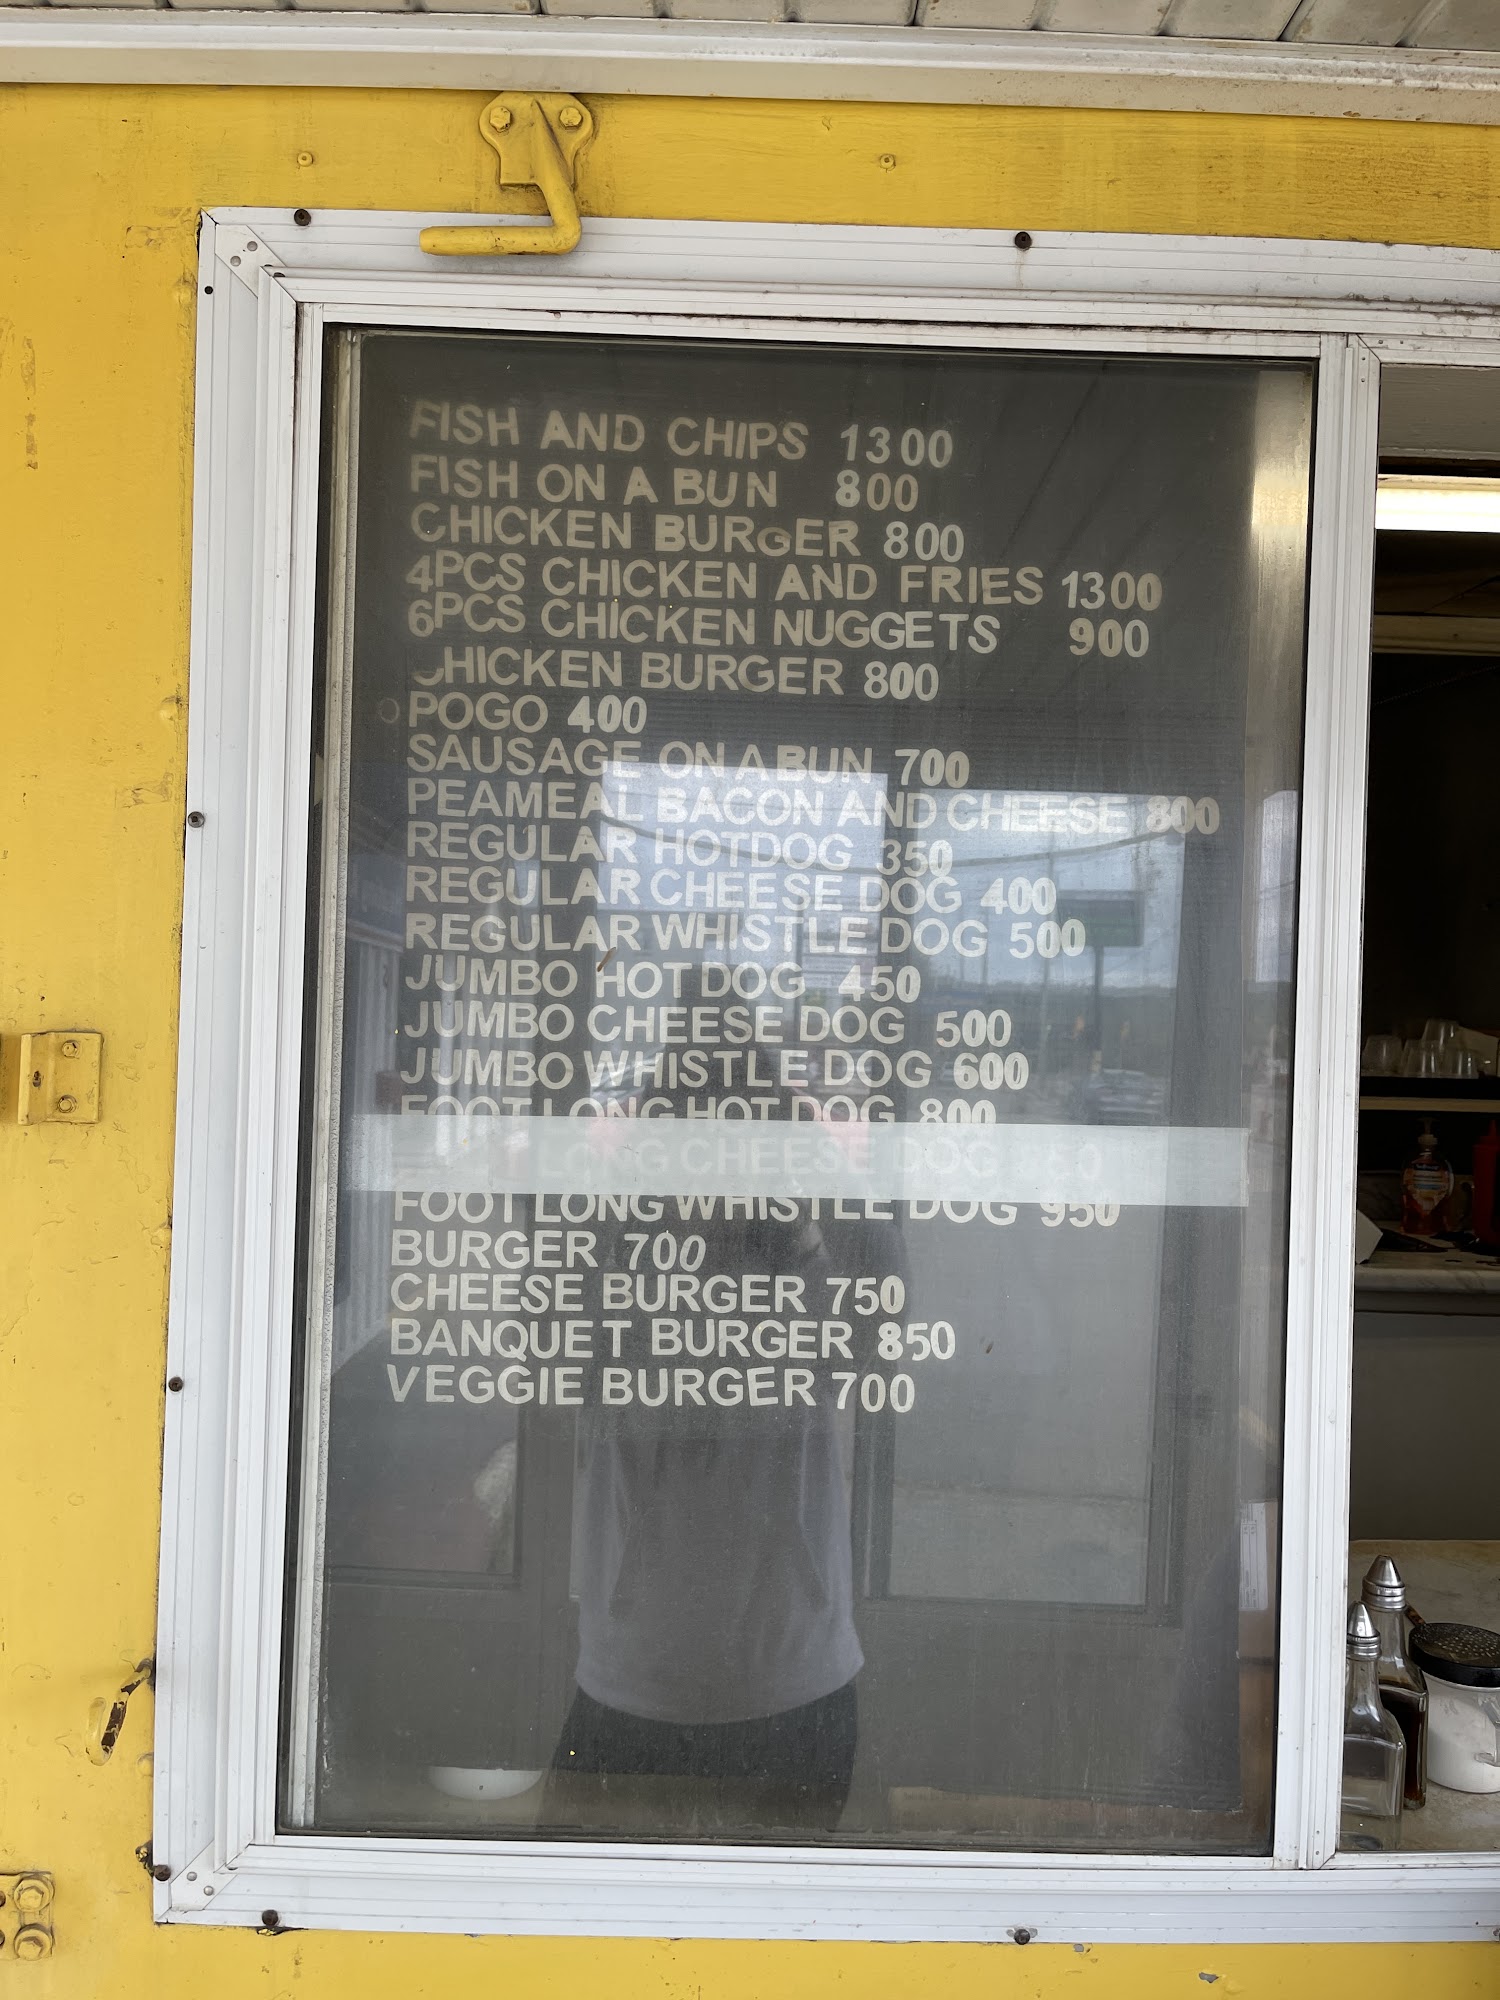 FISH AND CHIPS 1300
FISH ON A BUN 800
CHICKEN BURGER 800
4PCS CHICKEN AND FRIES 1300
6PCS CHICKEN NUGGETS 900
CHICKEN BURGER 800
POGO 400
SAUSAGE ON A BUN 700
PEAMEAL BACON AND CHEESE 800
REGULAR HOTDOG 350
REGULAR CHEESE DOG 400
REGULAR WHISTLE DOG 500
JUMBO HOT DOG 450
JUMBO CHEESE DOG 500
JUMBO WHISTLE DOG 600
FOOT LONG HOT DOG 800
LONG CHEESE DOG
FOOT LONG WHISTLE DOG 950
BURGER 700
CHEESE BURGER 750
BANQUET BURGER 850
VEGGIE BURGER 700